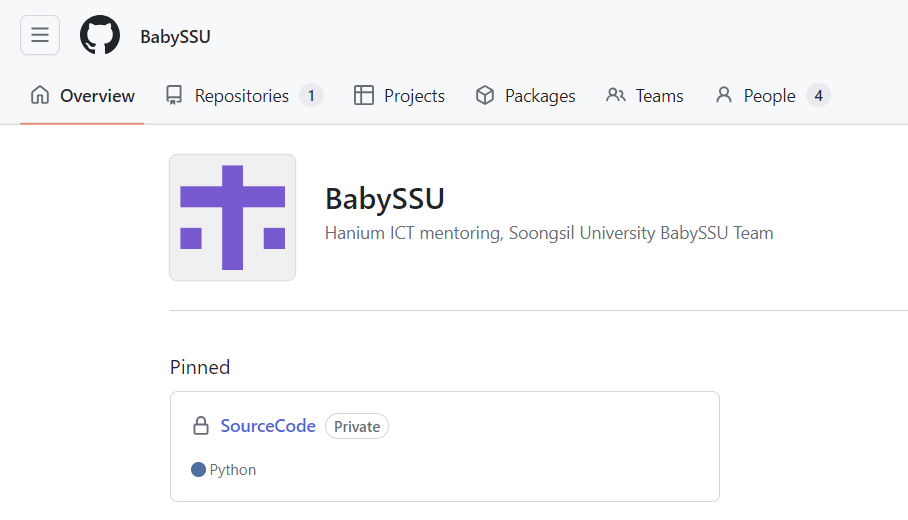 BabySSU
Overview Repositories 1 Projects Packages Teams People 4
BabySSU
Hanium ICT mentoring, Soongsil University BabySSU Team
Pinned
SourceCode Private
Python